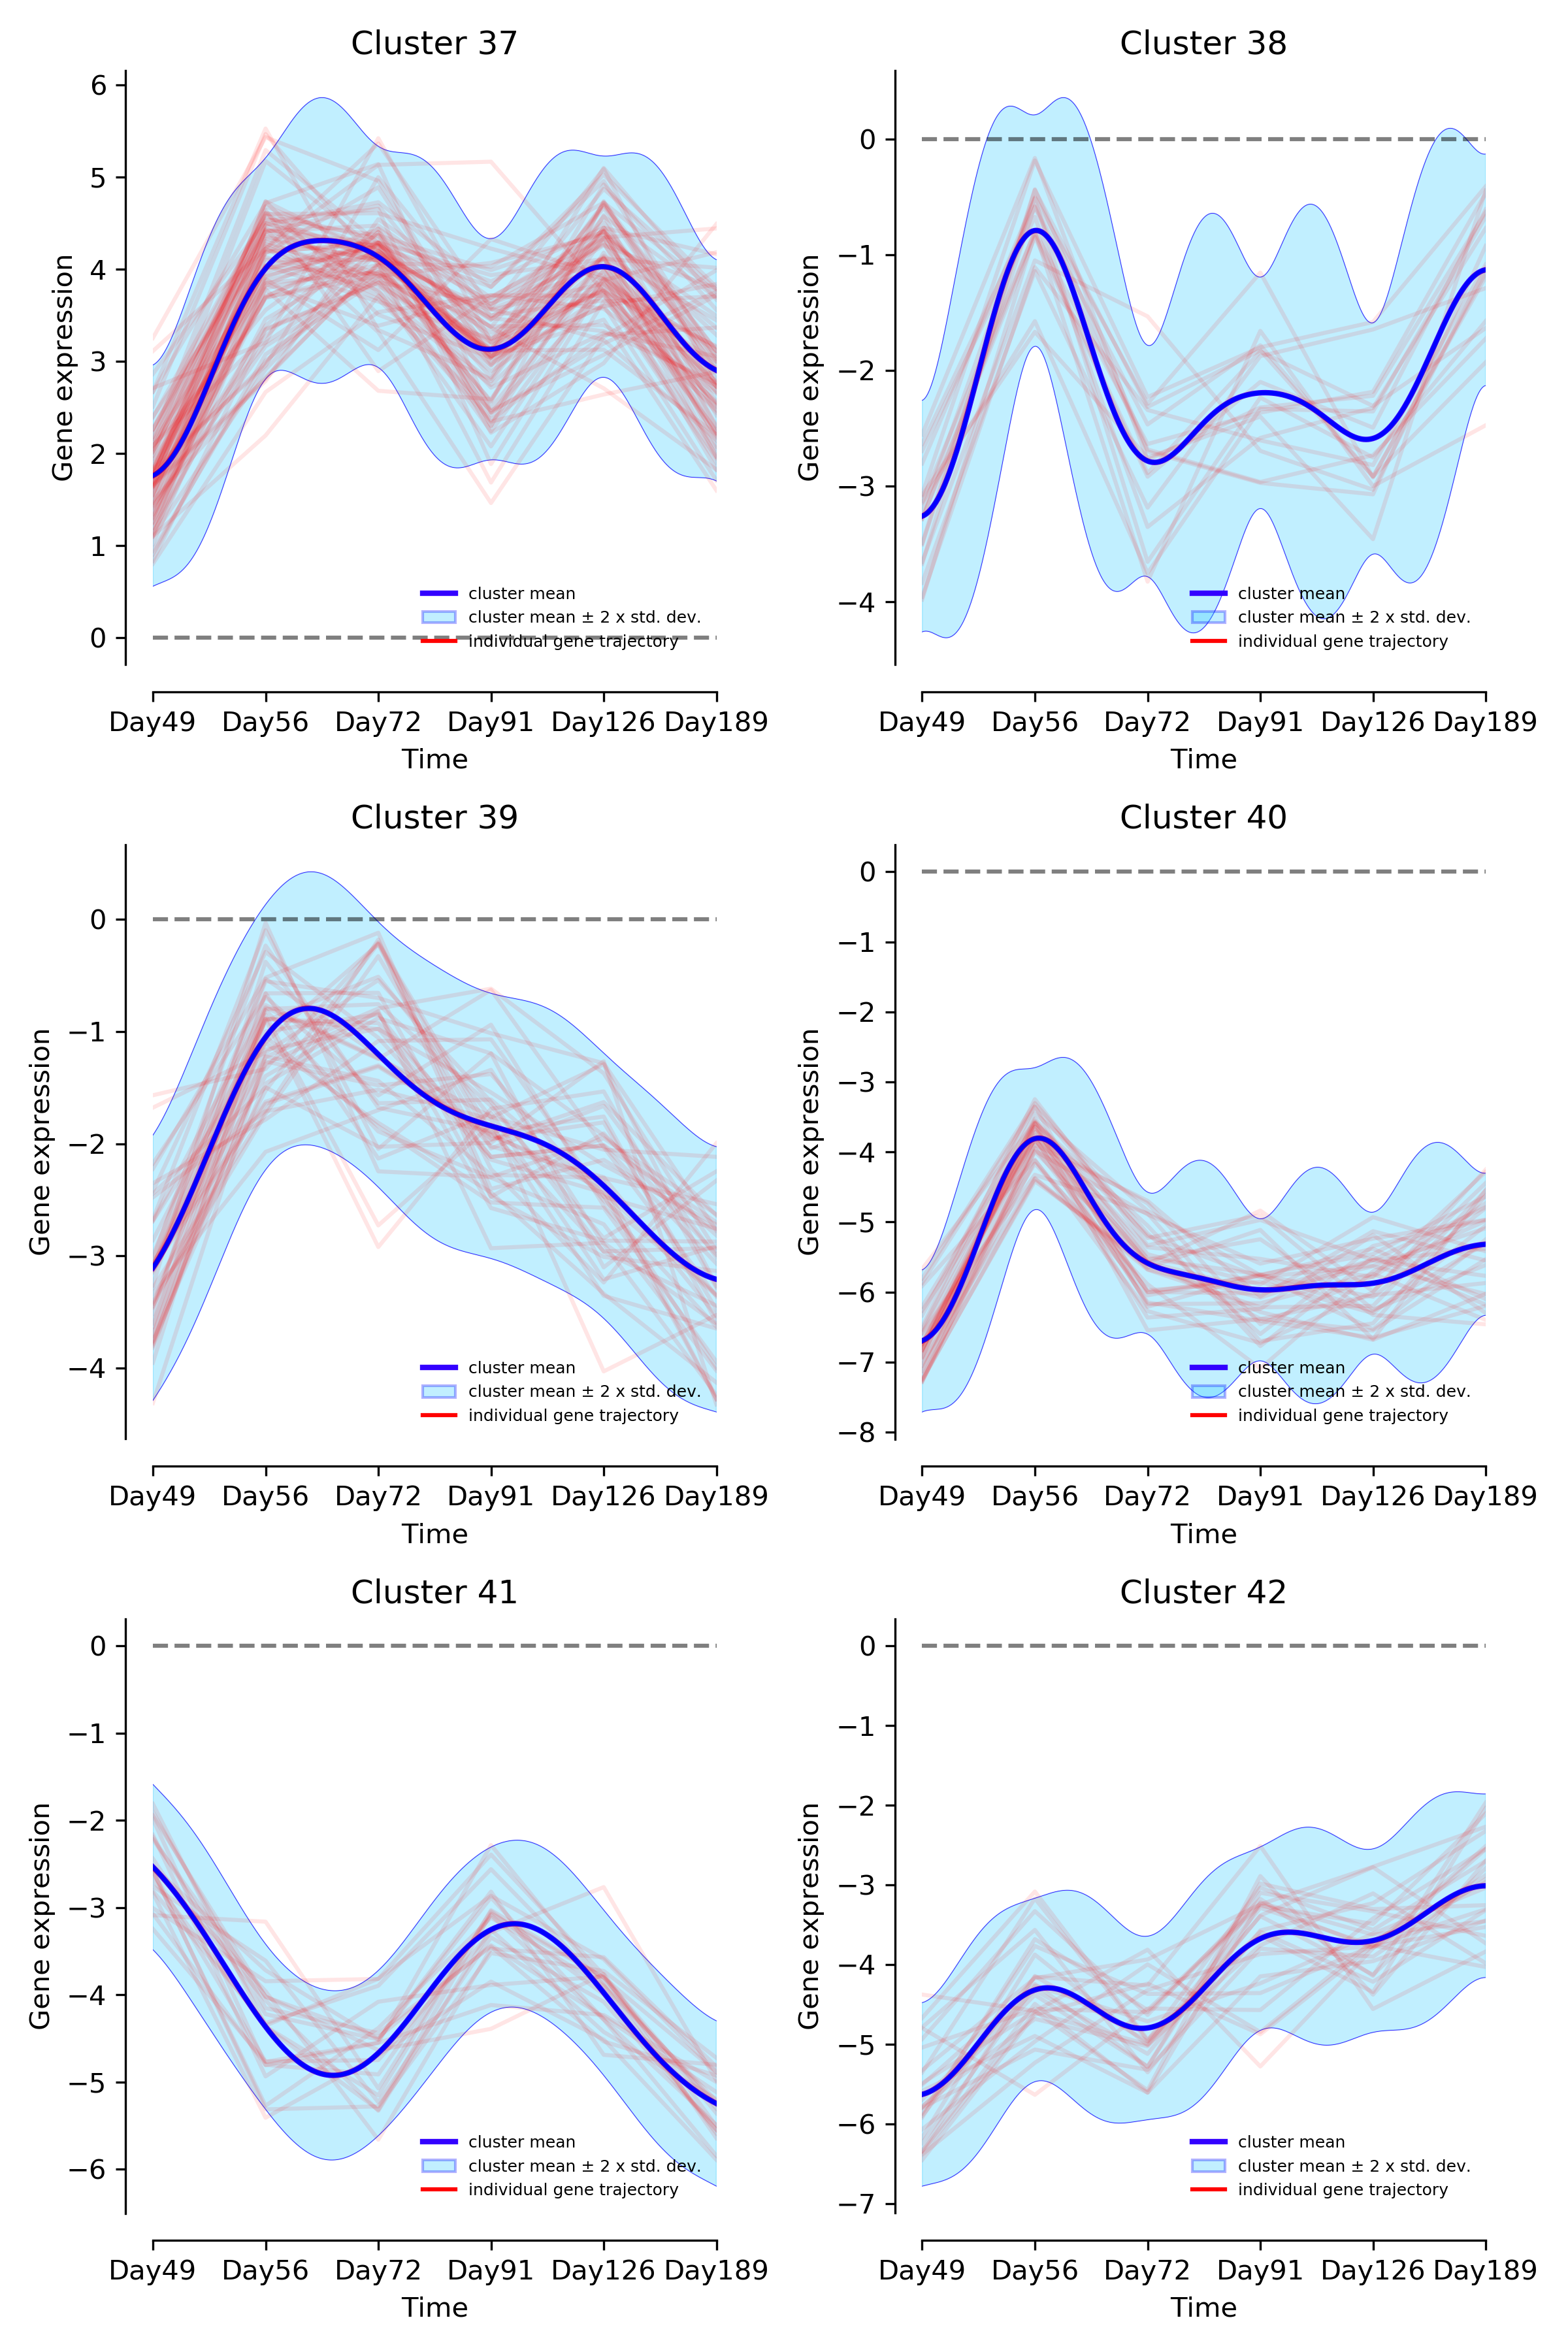 Cluster 37
Gene expression
6
5
4
3
2
1
0
cluster mean
cluster mean ± 2 x std. dev.
individual gene trajectory
Day49 Day56 Day72 Day91 Day126 Day189
Time
Cluster 38
Gene expression
0
−1
−2
−3
−4
cluster mean
cluster mean ± 2 x std. dev.
individual gene trajectory
Day49 Day56 Day72 Day91 Day126 Day189
Time
Cluster 39
Gene expression
0
−1
−2
−3
−4
cluster mean
cluster mean ± 2 x std. dev.
individual gene trajectory
Day49 Day56 Day72 Day91 Day126 Day189
Time
Cluster 40
Gene expression
0
−1
−2
−3
−4
−5
−6
−7
−8
cluster mean
cluster mean ± 2 x std. dev.
individual gene trajectory
Day49 Day56 Day72 Day91 Day126 Day189
Time
Cluster 41
Gene expression
0
−1
−2
−3
−4
−5
−6
cluster mean
cluster mean ± 2 x std. dev.
individual gene trajectory
Day49 Day56 Day72 Day91 Day126 Day189
Time
Cluster 42
Gene expression
0
−1
−2
−3
−4
−5
−6
−7
cluster mean
cluster mean ± 2 x std. dev.
individual gene trajectory
Day49 Day56 Day72 Day91 Day126 Day189
Time